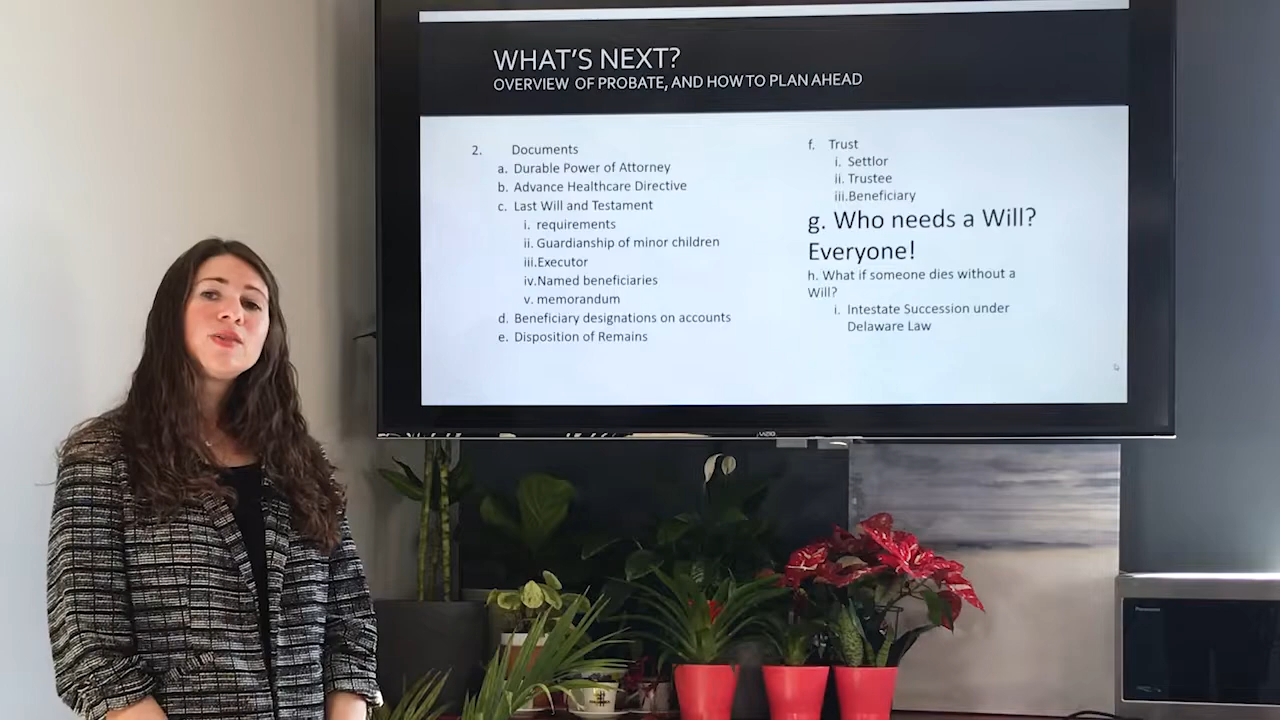 WHAT'S NEXT?
OVERVIEW OF PROBATE, AND HOW TO PLAN AHEAD
2. Documents
a. Durable Power of Attorney
b. Advance Healthcare Directive
c. Last Will and Testament
i. requirements
ii. Guardianship of minor children
iii.Executor
iv.Named beneficiaries
v. memorandum
d. Beneficiary designations on accounts
e. Disposition of Remains
f. Trust
i. Settlor
ii. Trustee
iii.Beneficiary
g. Who needs a Will?
Everyone!
h. What if someone dies without a
Will?
i. Intestate Succession under
Delaware Law
VIZIO
Panasonic